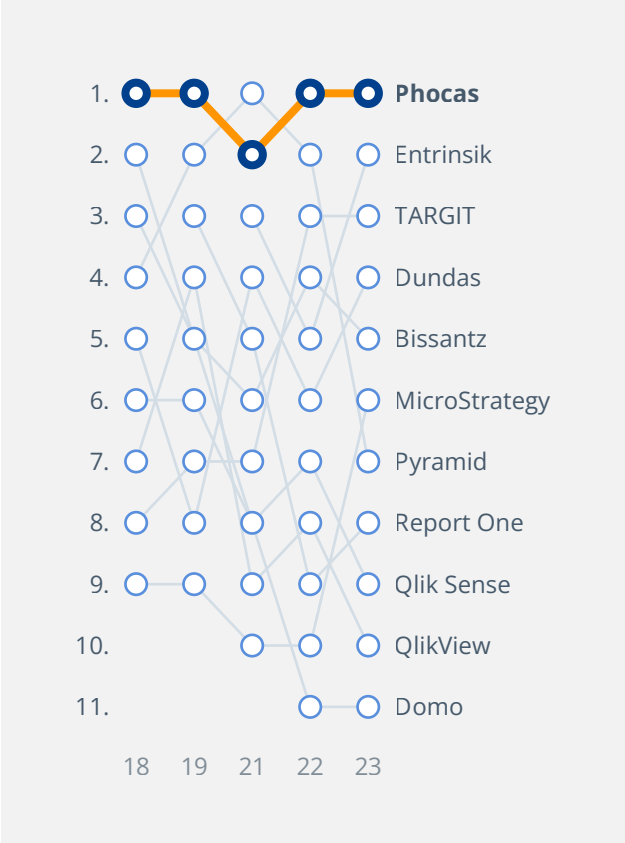 1. Phocas
2. Entrinsik
3. TARGIT
4. Dundas
5. Bissantz
6. MicroStrategy
7. Pyramid
8. Report One
9. Qlik Sense
10. QlikView
11. Domo
18 19 21 22 23